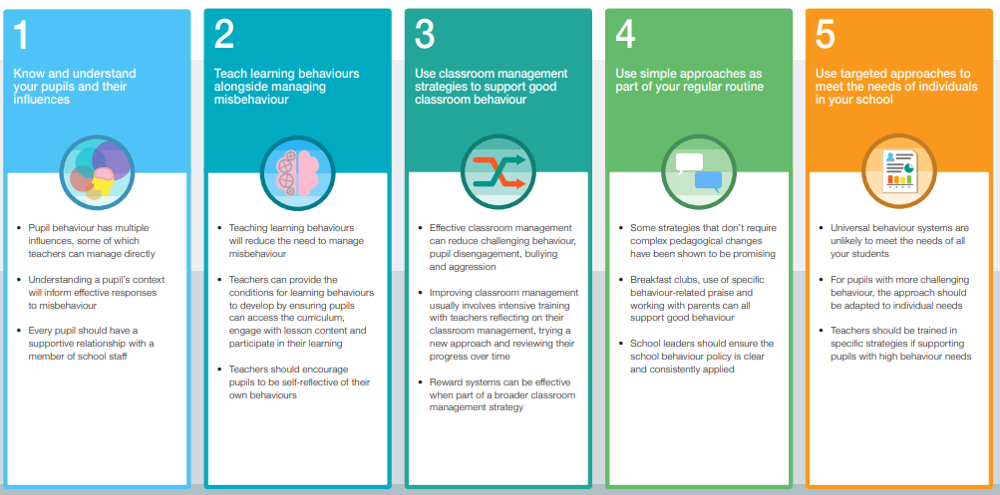 1
Know and understand
your pupils and their
influences
• Pupil behaviour has multiple
influences, some of which
teachers can manage directly
• Understanding a pupil's context
will inform effective responses
to misbehaviour
• Every pupil should have a
supportive relationship with a
member of school staff
2
Teach learning behaviours
alongside managing
misbehaviour
• Teaching learning behaviours
will reduce the need to manage
misbehaviour
• Teachers can provide the
conditions for learning behaviours
to develop by ensuring pupils
can access the curriculum,
engage with lesson content and
participate in their learning
• Teachers should encourage
pupils to be self-reflective of their
own behaviours
3
Use classroom management
strategies to support good
classroom behaviour
• Effective classroom management
can reduce challenging behaviour,
pupil disengagement, bullying
and aggression
• Improving classroom management
usually involves intensive training
with teachers reflecting on their
classroom management, trying a
new approach and reviewing their
progress over time
• Reward systems can be effective
when part of a broader classroom
management strategy
4
Use simple approaches as
part of your regular routine
• Some strategies that don't require
complex pedagogical changes
have been shown to be promising
• Breakfast clubs, use of specific
behaviour-related praise and
working with parents can all
support good behaviour
• School leaders should ensure the
school behaviour policy is clear
and consistently applied
5
Use targeted approaches to
meet the needs of individuals
in your school
• Universal behaviour systems are
unlikely to meet the needs of all
your students
• For pupils with more challenging
behaviour, the approach should
be adapted to individual needs
• Teachers should be trained in
specific strategies if supporting
pupils with high behaviour needs